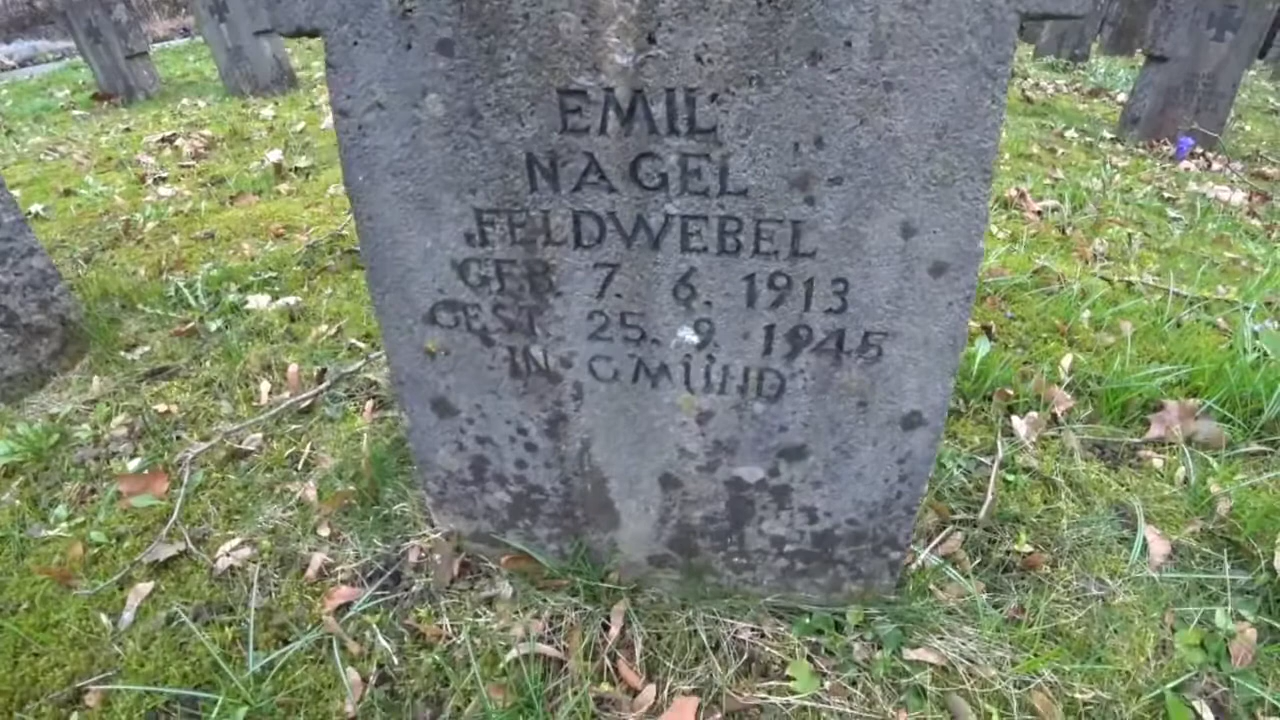 EMIL
NAGEL
FELDWEBEL
GEB. 7. 6. 1913
GEST. 25. 9. 1945
IN GMÜND